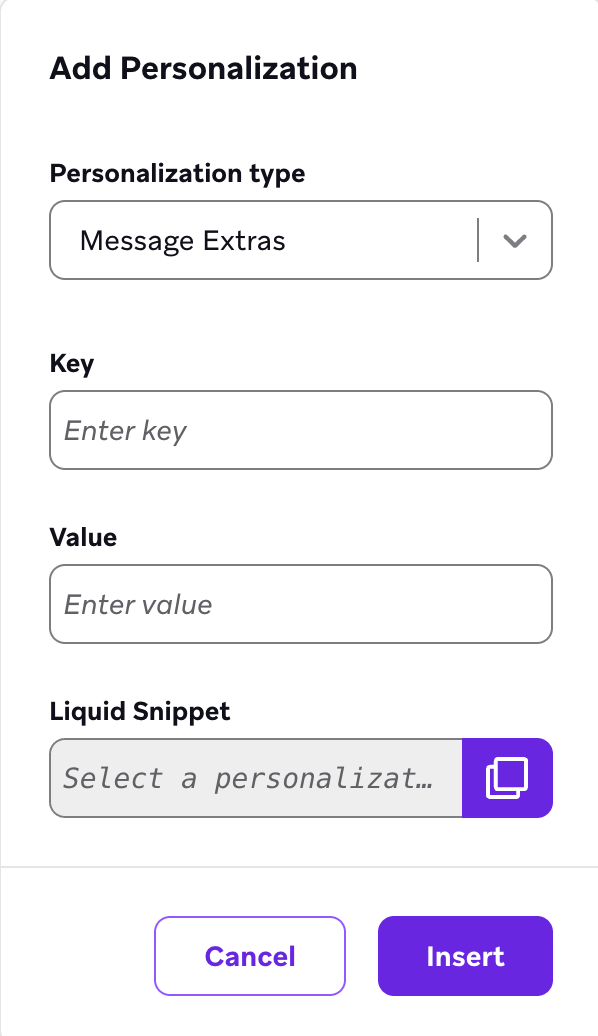 Add Personalization
Personalization type
Message Extras
Key
Enter key
Value
Enter value
Liquid Snippet
Select a personalizat…
Cancel
Insert